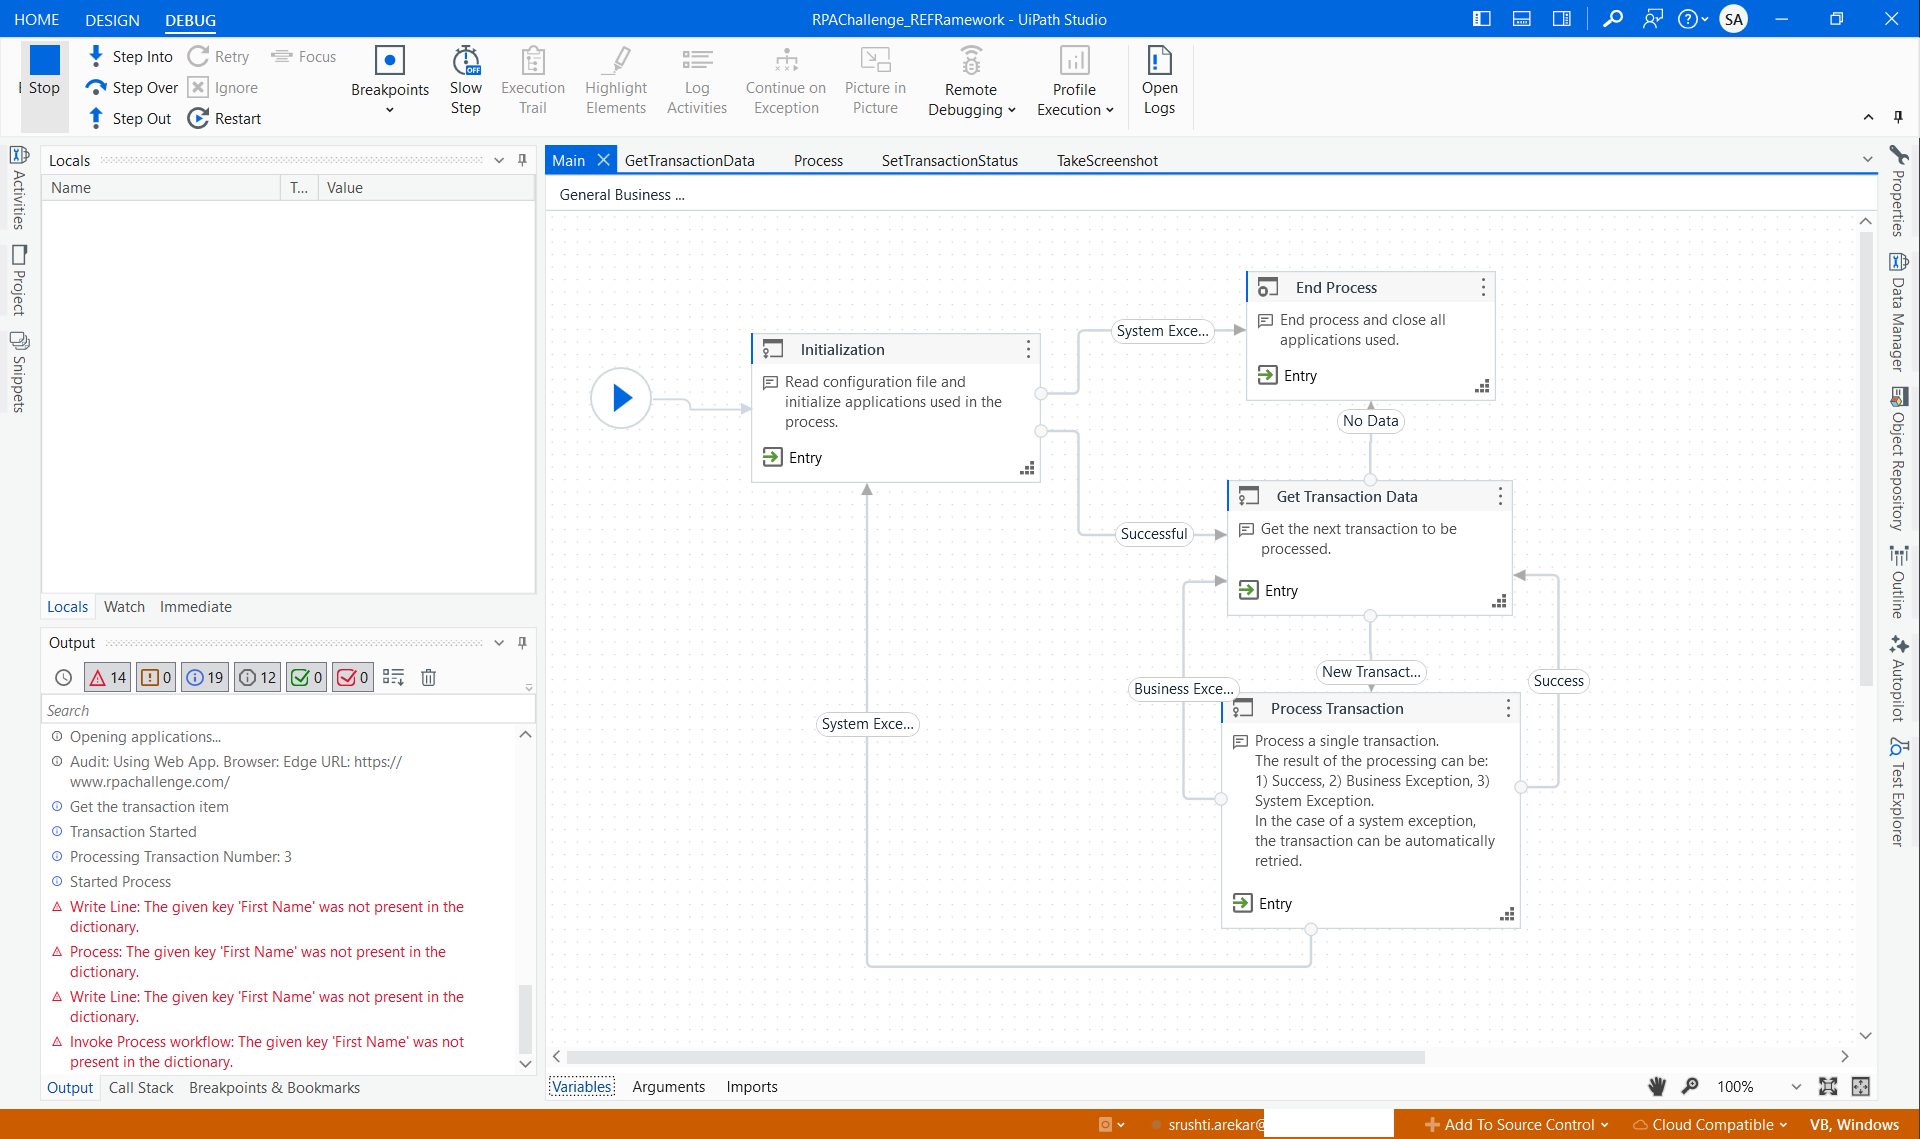 HOME DESIGN DEBUG
RPAChallenge_REFRamework - UiPath Studio
SA
Stop
Step Into
Step Over
Step Out
Retry
Ignore
Restart
Focus
Breakpoints
Slow
Step
OFF
Execution
Trail
Highlight
Elements
Log
Activities
Continue on
Exception
Picture in
Picture
Remote
Debugging
Profile
Execution
Open
Logs
Activities
Project
Snippets
Locals
Name T... Value
Locals Watch Immediate
Output
14 0 19 12 0 0
Search
Opening applications...
Audit: Using Web App. Browser: Edge URL: https://
www.rpachallenge.com/
Get the transaction item
Transaction Started
Processing Transaction Number: 3
Started Process
Write Line: The given key 'First Name' was not present in the
dictionary.
Process: The given key 'First Name' was not present in the
dictionary.
Write Line: The given key 'First Name' was not present in the
dictionary.
Invoke Process workflow: The given key 'First Name' was not
present in the dictionary.
Output Call Stack Breakpoints & Bookmarks
Main GetTransactionData Process SetTransactionStatus TakeScreenshot
General Business ...
Initialization
Read configuration file and
initialize applications used in the
process.
Entry
System Exce...
End Process
End process and close all
applications used.
Entry
No Data
Successful
Get Transaction Data
Get the next transaction to be
processed.
Entry
New Transact...
Business Exce...
Success
System Exce...
Process Transaction
Process a single transaction.
The result of the processing can be:
1) Success, 2) Business Exception, 3)
System Exception.
In the case of a system exception,
the transaction can be automatically
retried.
Entry
Variables Arguments Imports
100%
Properties
Data Manager
Object Repository
Outline
Autopilot
Test Explorer
srushti.arekar@
Add To Source Control
Cloud Compatible
VB, Windows